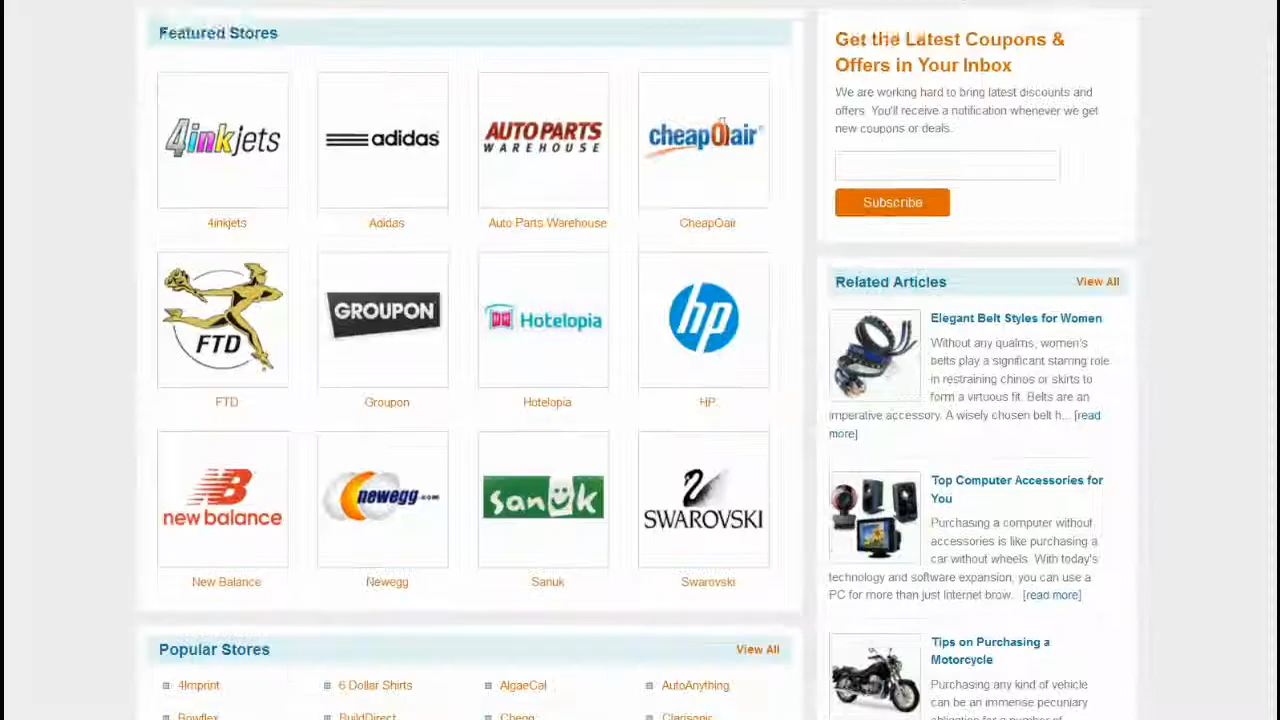 Featured Stores
4inkjets
adidas
AUTO PARTS
WAREHOUSE
cheapOair
4inkjets
Adidas
Auto Parts Warehouse
CheapOair
FTD
GROUPON
Hotelopia
hp
FTD
Groupon
Hotelopia
HP
new balance
newegg.com
sanuk
SWAROVSKI
New Balance
Newegg
Sanuk
Swarovski
Popular Stores
View All
4Imprint
6 Dollar Shirts
AlgaeCal
AutoAnything
Bowflex
BuildDirect
Chegg
Clarisonic
Get the Latest Coupons &
Offers in Your Inbox
We are working hard to bring latest discounts and
offers. You'll receive a notification whenever we get
new coupons or deals.
Subscribe
Related Articles
View All
Elegant Belt Styles for Women
Without any qualms, women's
belts play a significant starring role
in restraining chinos or skirts to
form a virtuous fit. Belts are an
imperative accessory. A wisely chosen belt h... [read
more]
Top Computer Accessories for
You
Purchasing a computer without
accessories is like purchasing a
car without wheels. With today's
technology and software expansion, you can use a
PC for more than just Internet brow... [read more]
Tips on Purchasing a
Motorcycle
Purchasing any kind of vehicle
can be an immense pecuniary
obligation for a number of